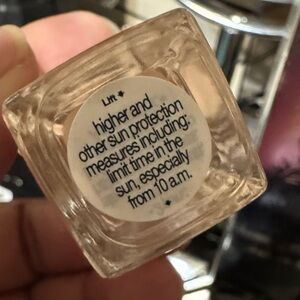 Lift
higher and
other sun protection
measures including:
limit time in the
sun, especially
from 10 a.m.